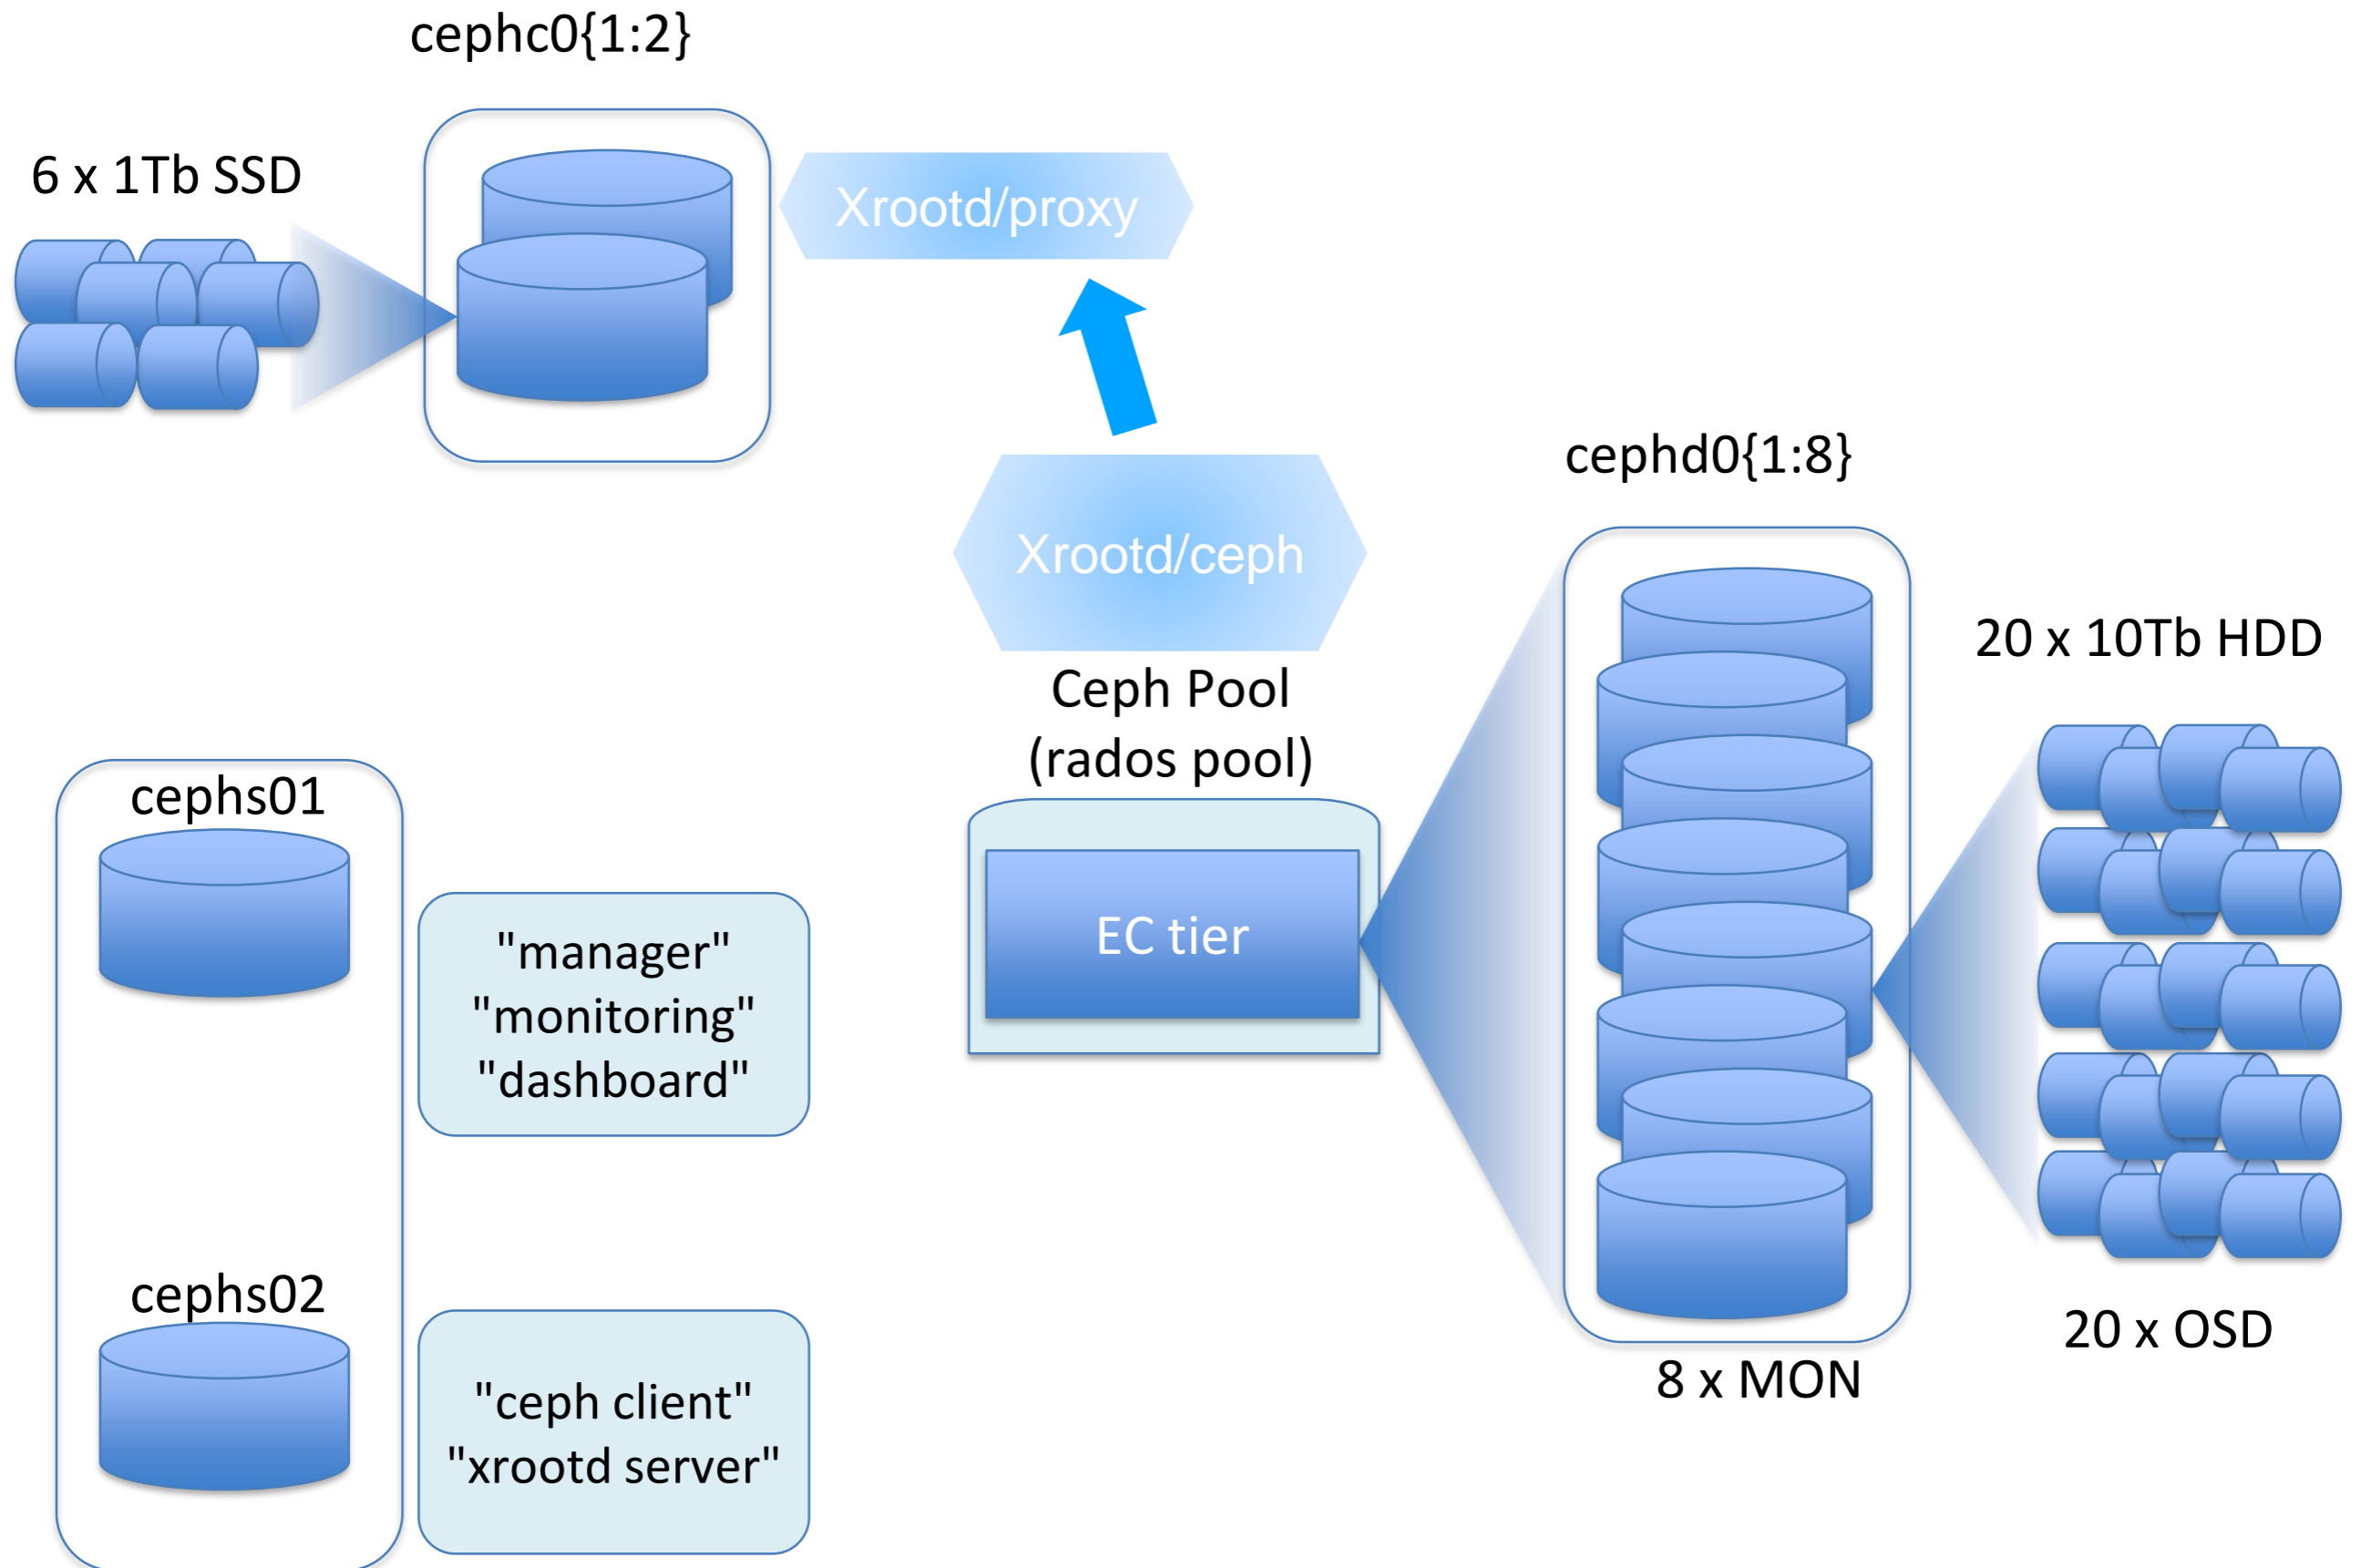 cephc0{1:2}
6 x 1Tb SSD
Xrootd/proxy
cephd0{1:8}
Xrootd/ceph
20 x 10Tb HDD
Ceph Pool
(rados pool)
cephs01
EC tier
"manager"
"monitoring"
"dashboard"
cephs02
20 x OSD
8 x MON
"ceph client"
"xrootd server"